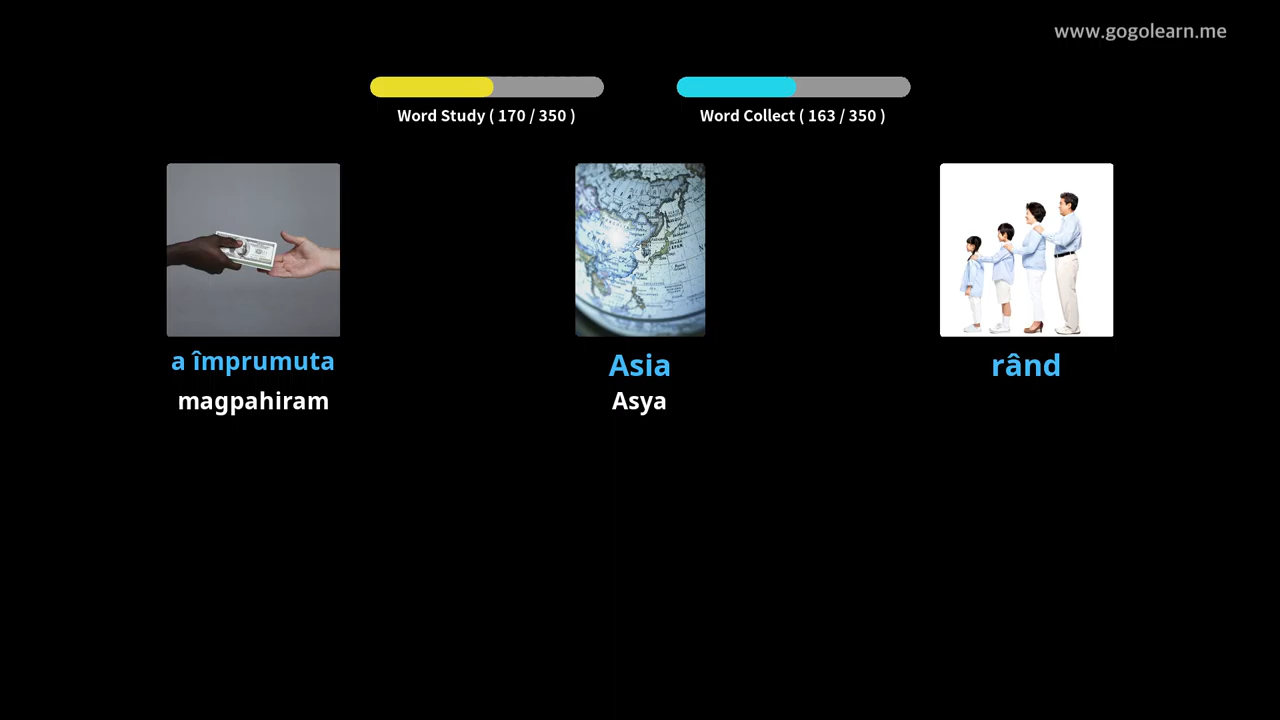 www.gogolearn.me
Word Study ( 170 / 350 )
Word Collect ( 163 / 350 )
a împrumuta
magpahiram
Asia
Asya
rând